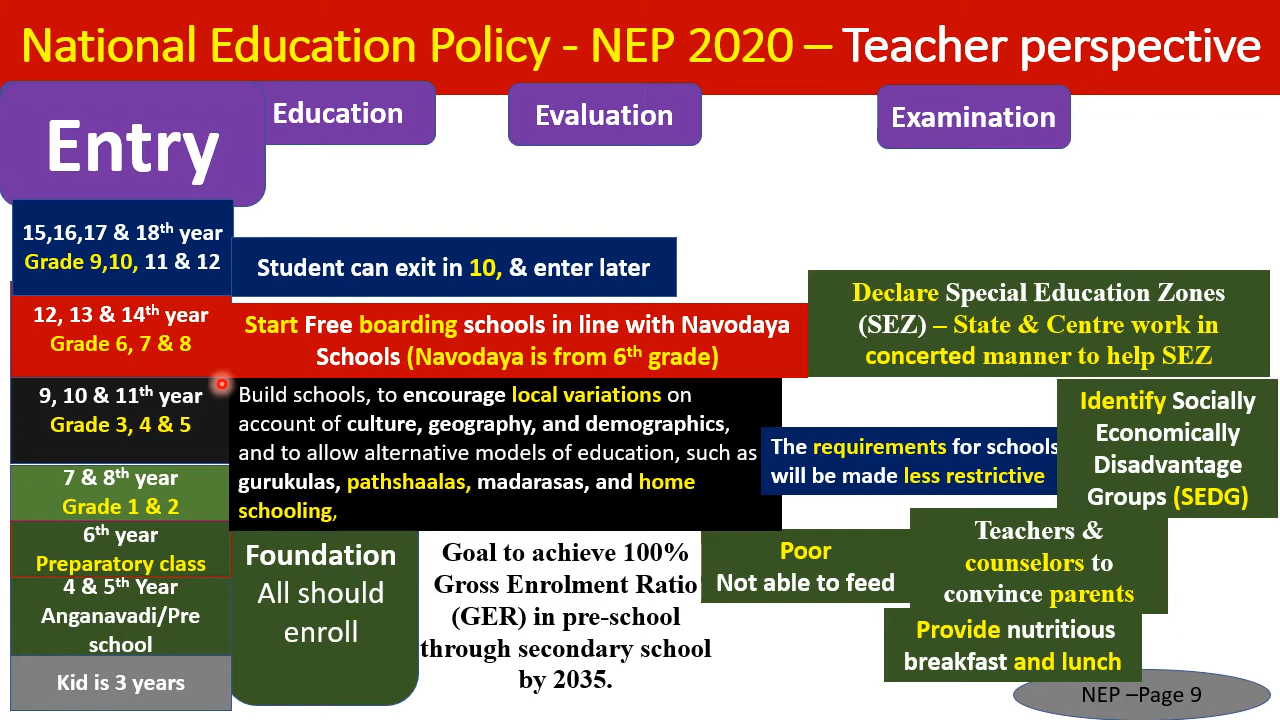 National Education Policy - NEP 2020 – Teacher perspective
Entry
Education
Evaluation
Examination
15,16,17 & 18th year
Grade 9,10, 11 & 12
Student can exit in 10, & enter later
12, 13 & 14th year
Grade 6, 7 & 8
Start Free boarding schools in line with Navodaya
Schools (Navodaya is from 6th grade)
Declare Special Education Zones
(SEZ) – State & Centre work in
concerted manner to help SEZ
9, 10 & 11th year
Grade 3, 4 & 5
Build schools, to encourage local variations on
account of culture, geography, and demographics,
and to allow alternative models of education, such as
gurukulas, pathshaalas, madarasas, and home
schooling,
The requirements for schools
will be made less restrictive
Identify Socially
Economically
Disadvantage
Groups (SEDG)
7 & 8th year
Grade 1 & 2
6th year
Preparatory class
4 & 5th Year
Anganavadi/Pre
school
Kid is 3 years
Foundation
All should
enroll
Goal to achieve 100%
Gross Enrolment Ratio
(GER) in pre-school
through secondary school
by 2035.
Poor
Not able to feed
Teachers &
counselors to
convince parents
Provide nutritious
breakfast and lunch
NEP –Page 9